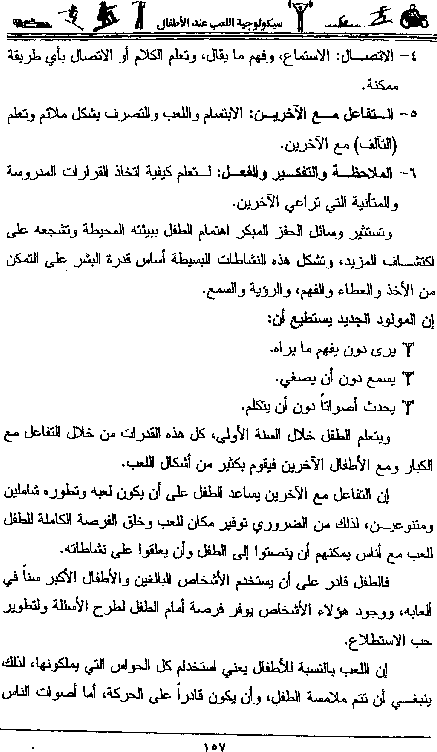 سيكولوجية اللعب عند الأطفال
٤- الاتصـال: الاستماع، وفهم ما يقال، وتعلم الكلام أو الاتصال بأي طريقة
ممكنة.
٥- الـتفاعل مـع الآخريـن: الابتسام واللعب والتصرف بشكل ملائم وتعلم
(التآلف) مع الآخرين.
٦- الملاحظة والتفكير والفعل: لـتعلم كيفية اتخاذ القرارات المدروسة
والمتأنية التي تراعي الآخرين.
وتستثير وسائل الحفز المبكر اهتمام الطفل ببيئته المحيطة وتشجعه على
اكتشـاف المزيد، وتشكل هذه النشاطات البسيطة أساس قدرة البشر على التمكن
من الأخذ والعطاء والفهم، والرؤية والسمع.
إن المولود الجديد يستطيع أن:
يرى دون يفهم ما يراه.
يسمع دون أن يصغي.
يحدث أصواتاً دون أن يتكلم.
ويتعلم الطفل خلال السنة الأولى، كل هذه القدرات من خلال التفاعل مع
الكبار ومع الأطفال الآخرين فيقوم بكثير من أشكال اللعب.
إن التفاعل مع الآخرين يساعد الطفل على أن يكون لعبه وتطوره شاملين
ومتنوعيـن، لذلك من الضروري توفير مكان للعب وخلق الفرصة الكاملة للطفل
للعب مع أناس يمكنهم أن ينصتوا إلى الطفل وأن يعلقوا على نشاطاته.
فالطفل قادر على أن يستخدم الأشخاص البالغين والأطفال الأكبر سناً في
ألعابه، ووجود هؤلاء الأشخاص يوفر فرصة أمام الطفل لطرح الأسئلة ولتطوير
حب الاستطلاع.
إن اللعب بالنسبة للأطفال يعني استخدام كل الحواس التي يملكونها، لذلك
ينبغي أن تتم ملامسة الطفل، وأن يكون قادراً على الحركة، أما أصوات الناس
١٥٧